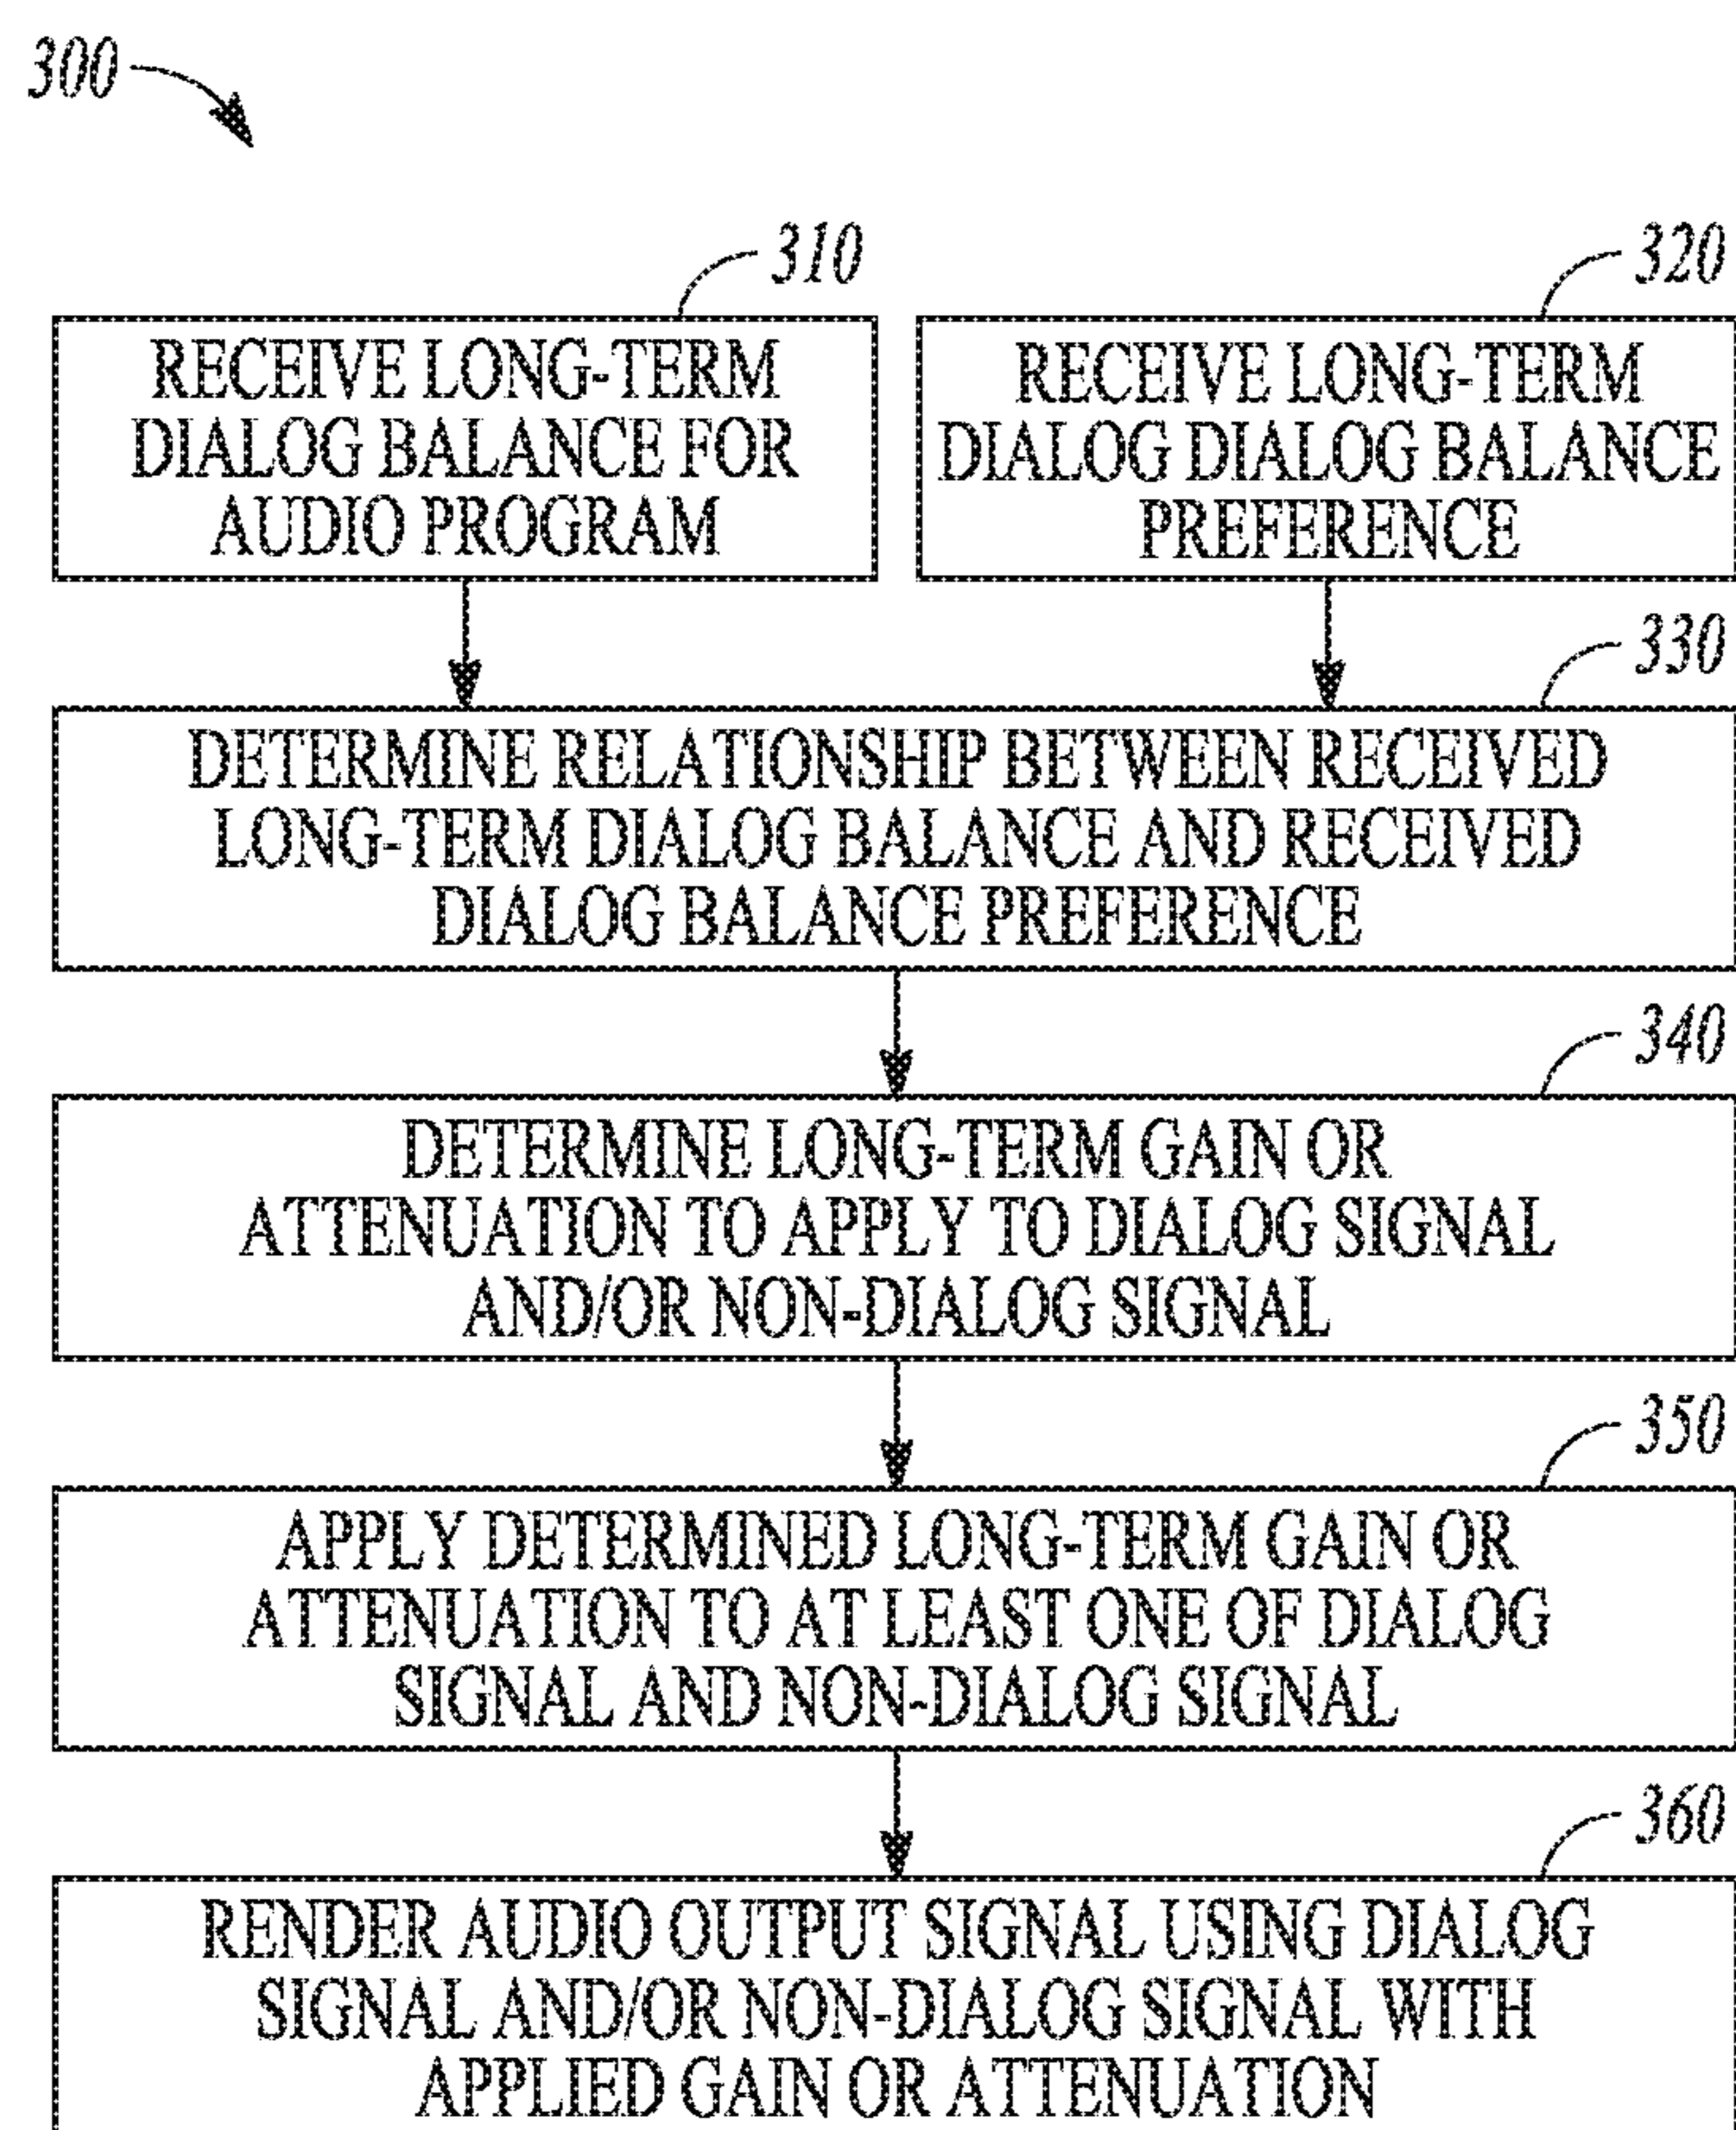 300
310
RECEIVE LONG-TERM
DIALOG BALANCE FOR
AUDIO PROGRAM
320
RECEIVE LONG-TERM
DIALOG DIALOG BALANCE
PREFERENCE
330
DETERMINE RELATIONSHIP BETWEEN RECEIVED
LONG-TERM DIALOG BALANCE AND RECEIVED
DIALOG BALANCE PREFERENCE
340
DETERMINE LONG-TERM GAIN OR
ATTENUATION TO APPLY TO DIALOG SIGNAL
AND/OR NON-DIALOG SIGNAL
350
APPLY DETERMINED LONG-TERM GAIN OR
ATTENUATION TO AT LEAST ONE OF DIALOG
SIGNAL AND NON-DIALOG SIGNAL
360
RENDER AUDIO OUTPUT SIGNAL USING DIALOG
SIGNAL AND/OR NON-DIALOG SIGNAL WITH
APPLIED GAIN OR ATTENUATION